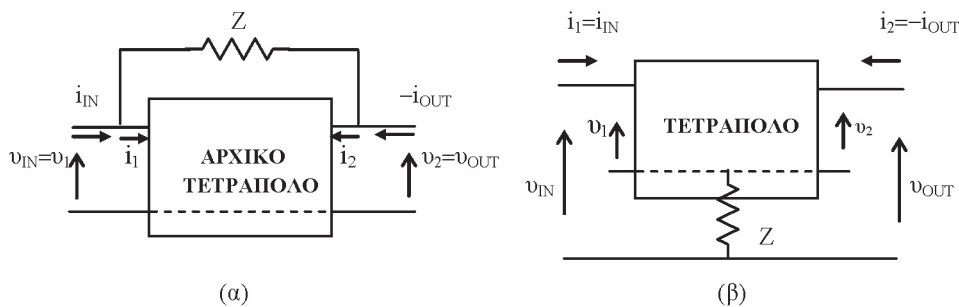 Z
i_IN
−i_OUT
i_1
i_2
υ_IN=υ_1
υ_2=υ_OUT
ΑΡΧΙΚΟ
ΤΕΤΡΑΠΟΛΟ
(α)
i_1=i_IN
i_2=−i_OUT
υ_1
ΤΕΤΡΑΠΟΛΟ
υ_2
υ_IN
υ_OUT
Z
(β)